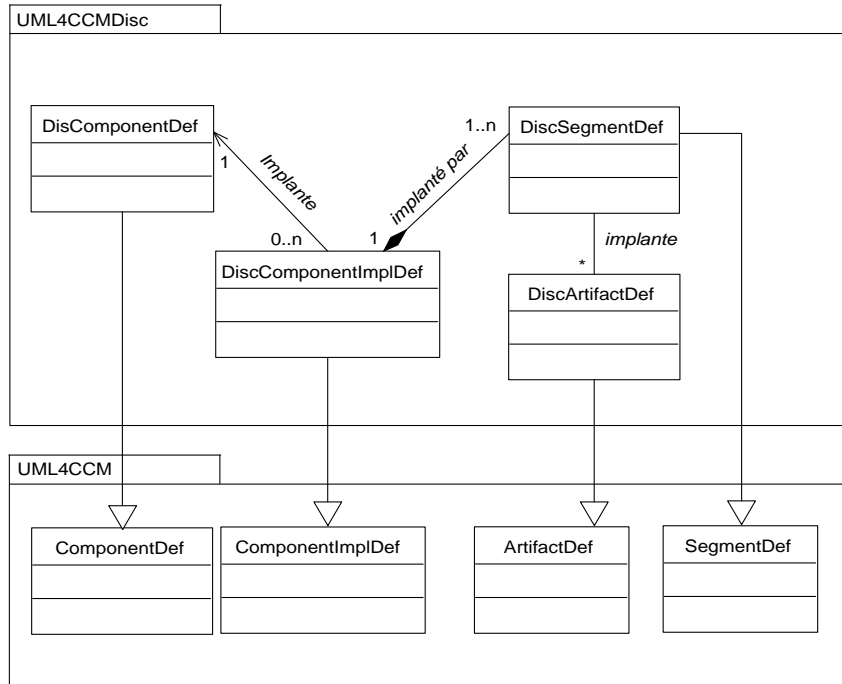 UML4CCMDisc
DisComponentDef
1..n
DiscSegmentDef
1
Implante
implanté par
0..n
1
implante
*
DiscComponentImplDef
DiscArtifactDef
UML4CCM
ComponentDef
ComponentImplDef
ArtifactDef
SegmentDef